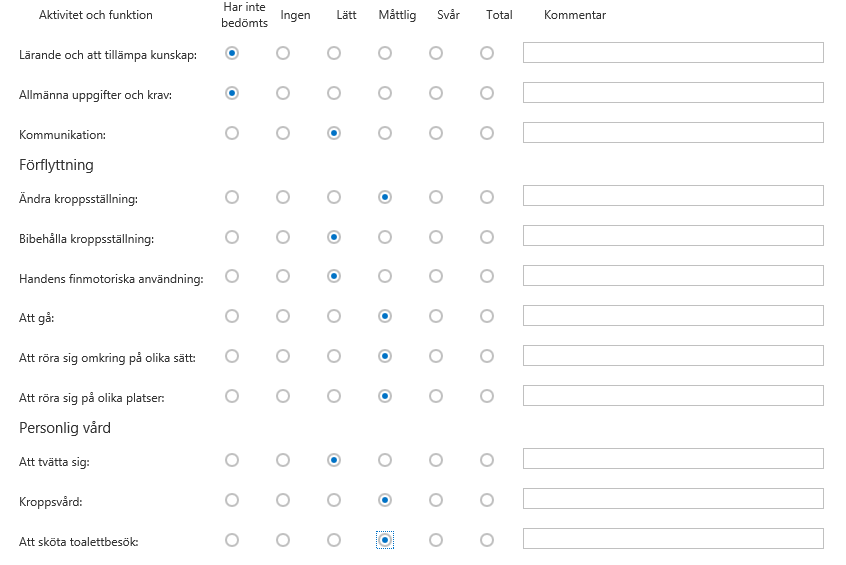 Aktivitet och funktion Har inte bedömts Ingen Lätt Måttlig Svår Total Kommentar
Lärande och att tillämpa kunskap:
Allmänna uppgifter och krav:
Kommunikation:
Förflyttning
Ändra kroppsställning:
Bibehålla kroppsställning:
Handens finmotoriska användning:
Att gå:
Att röra sig omkring på olika sätt:
Att röra sig på olika platser:
Personlig vård
Att tvätta sig:
Kroppsvård:
Att sköta toalettbesök: